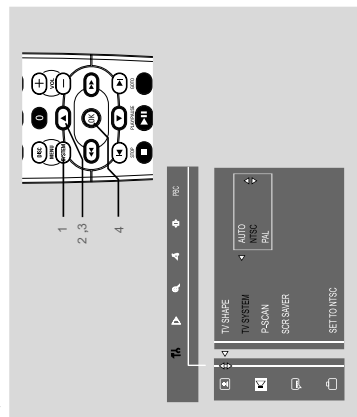 DISC
0
+
VOL
MENU
SYSTEM
−
OK
STOP
PLAY/PAUSE
GOTO
1
2 ,3
4
PBC
TV SHAPE
TV SYSTEM
P-SCAN
SCR SAVER
SET TO NTSC
AUTO
NTSC
PAL